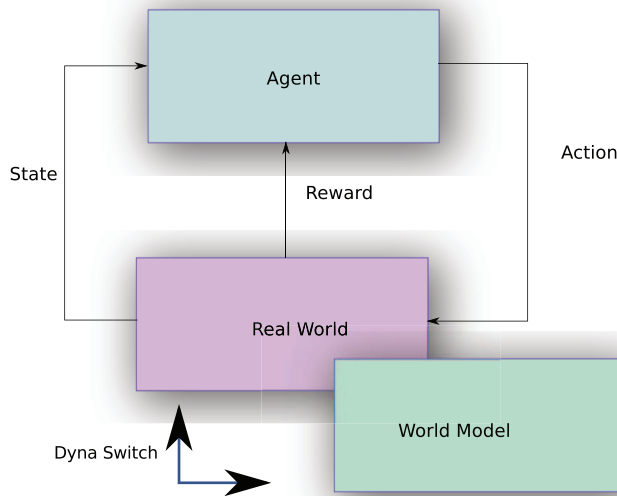 Agent
State
Action
Reward
Real World
World Model
Dyna Switch